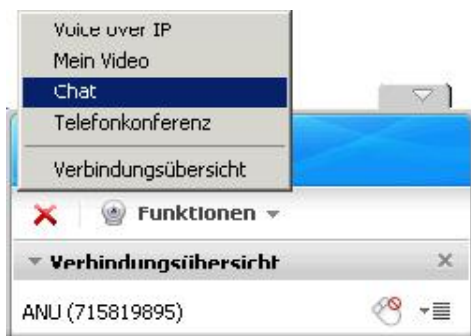 Voice over IP
Mein Video
Chat
Telefonkonferenz
Verbindungsübersicht
Funktionen
Verbindungsübersicht
ANU (715819895)